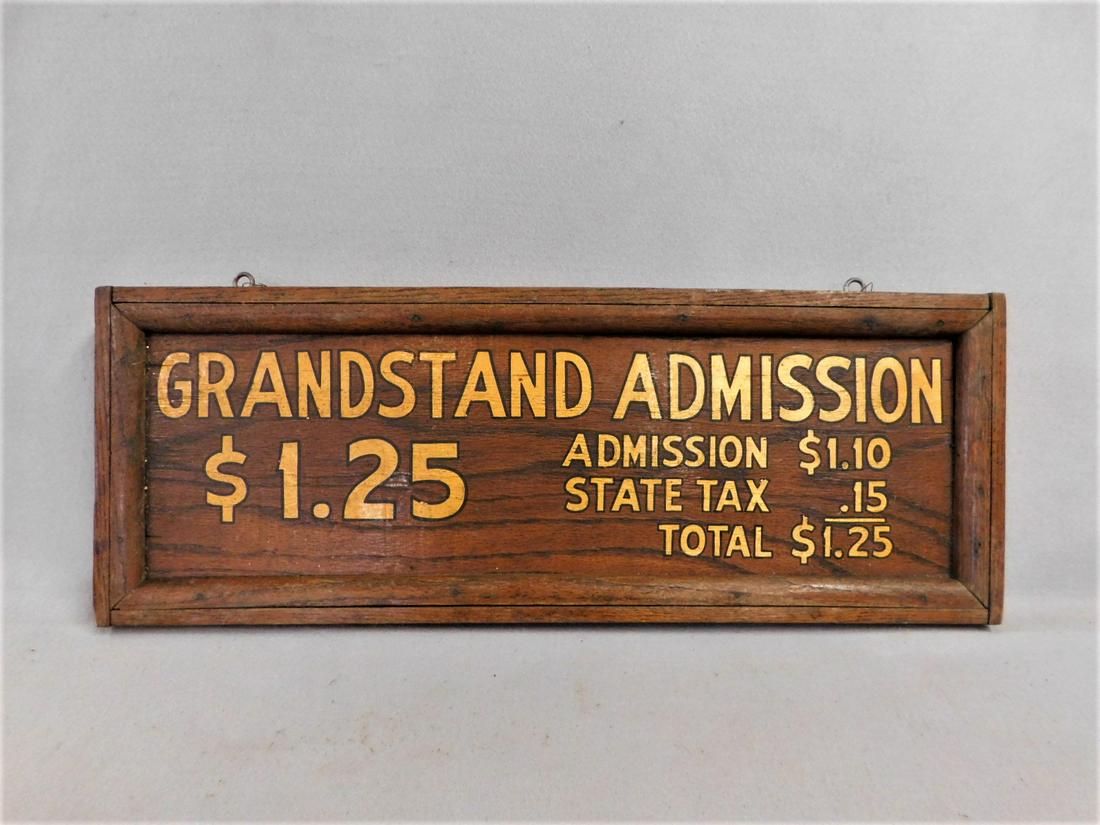 GRANDSTAND ADMISSION
$1.25
ADMISSION $1.10
STATE TAX .15
TOTAL $1.25